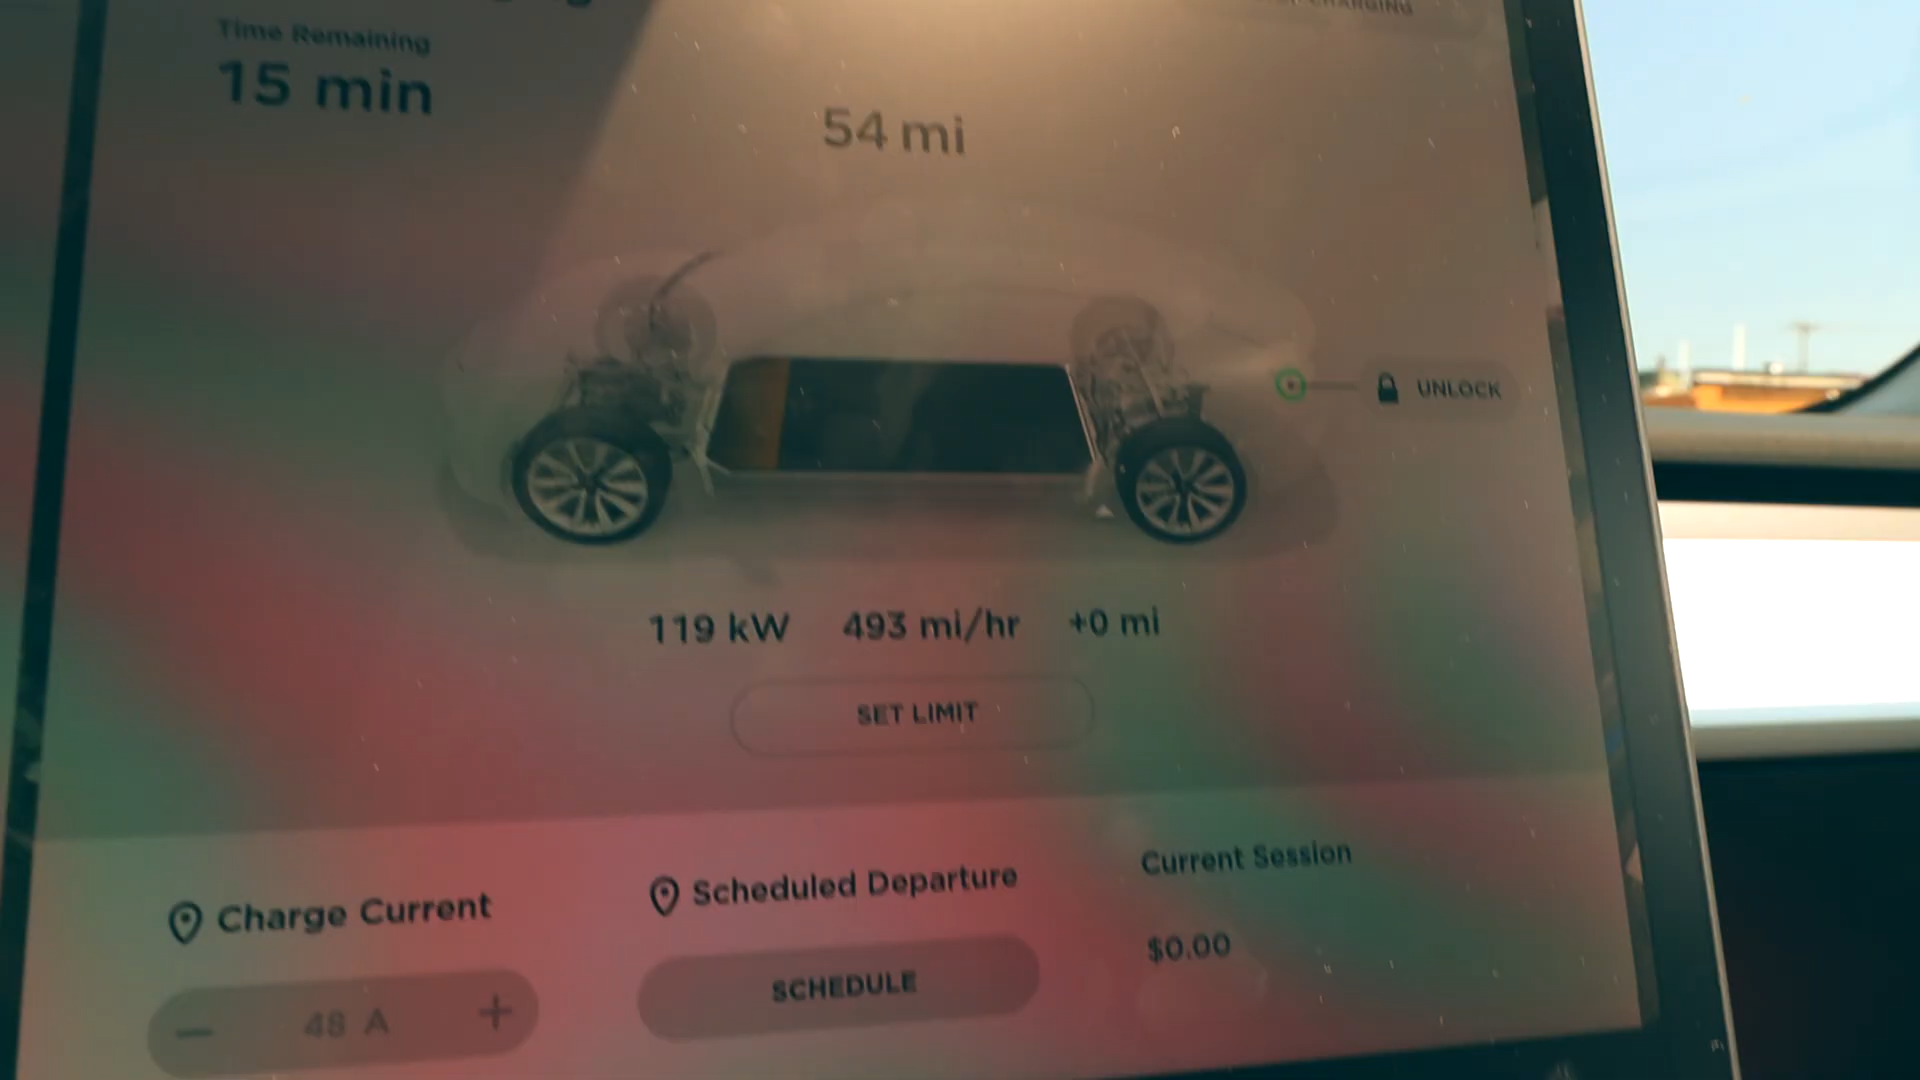 Time Remaining
15 min
54 mi
UNLOCK
119 kW 493 mi/hr +0 mi
SET LIMIT
Charge Current
Scheduled Departure
Current Session
$0.00
SCHEDULE
− 48 A +